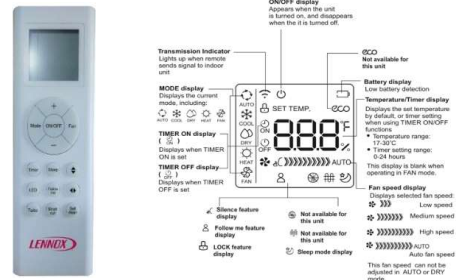 ON/OFF display
Appears when the unit
is turned on, and disappears
when the it is turned off.
Transmission Indicator
Lights up when remote
sends signal to indoor
unit
MODE display
Displays the current
mode, including:
AUTO COOL DRY HEAT FAN
TIMER ON display
Displays when TIMER
ON is set
TIMER OFF display
Displays when TIMER
OFF is set
AUTO
COOL
DRY
HEAT
FAN
SET TEMP.
ECO
ON
OFF
888
°F
%
AUTO
ECO
Not available for
this unit
Battery display
Low battery detection
Temperature/Timer display
Displays the set temperature
by default, or timer setting
when using TIMER ON/OFF
functions
• Temperature range:
17-30°C
• Timer setting range:
0-24 hours
This display is blank when
operating in FAN mode.
Fan speed display
Displays selected fan speed:
Low speed
Medium speed
High speed
AUTO
Auto fan speed
This fan speed can not be
adjusted in AUTO or DRY
mode.
Silence feature
display
Follow me feature
display
LOCK feature
display
Not available for
this unit
Not available for
this unit
Sleep mode display
Mode
ON/OFF
Fan
Timer
Sleep
LED
Turbo
LENNOX